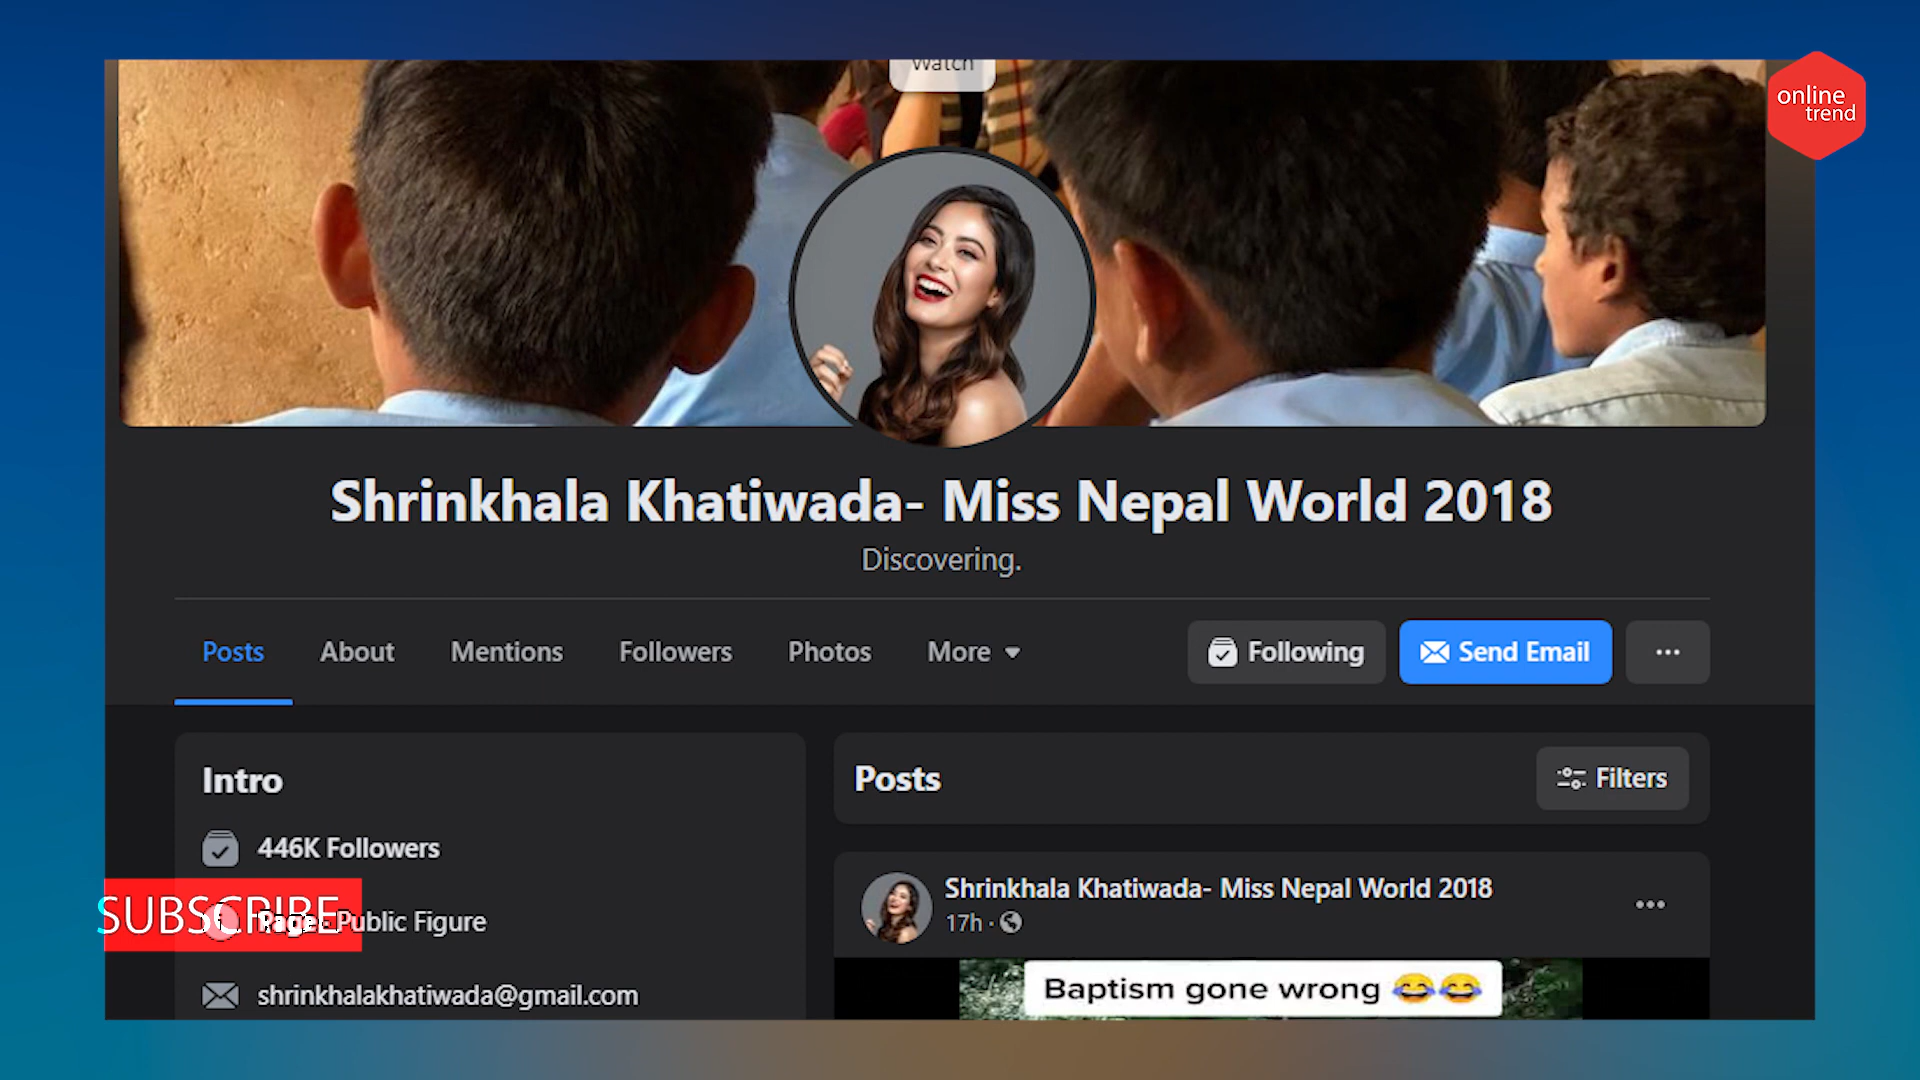 Watch
online
trend
Shrinkhala Khatiwada- Miss Nepal World 2018
Discovering.
Posts About Mentions Followers Photos More Following Send Email
Intro
446K Followers
SUBSCRIBE
Page · Public Figure
shrinkhalakhatiwada@gmail.com
Posts Filters
Shrinkhala Khatiwada- Miss Nepal World 2018
17h ·
Baptism gone wrong 😂😂